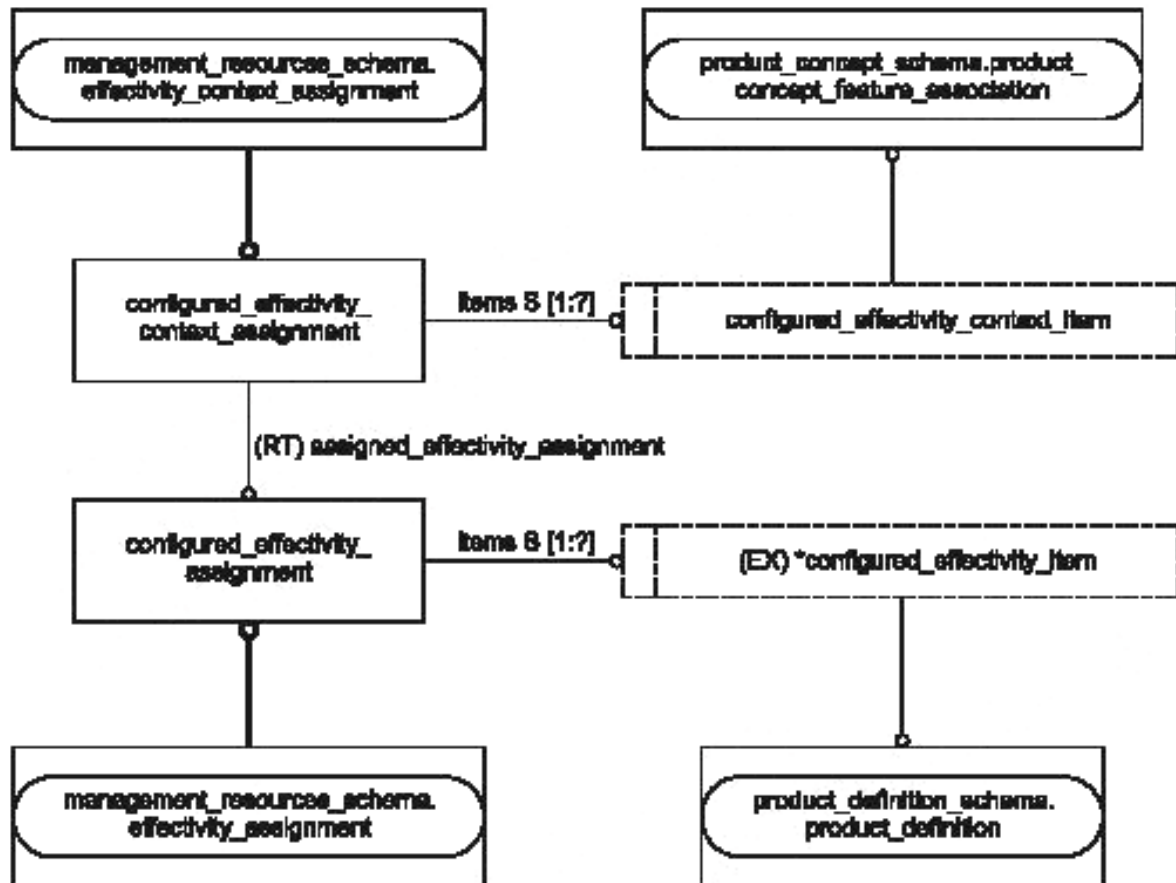 management_resources_schema.
effectivity_context_assignment
product_concept_schema.product_
concept_feature_association
configured_effectivity_
context_assignment
items S [1:?]
configured_effectivity_context_item
(RT) assigned_effectivity_assignment
configured_effectivity_
assignment
items S [1:?]
(EX) *configured_effectivity_item
management_resources_schema.
effectivity_assignment
product_definition_schema.
product_definition